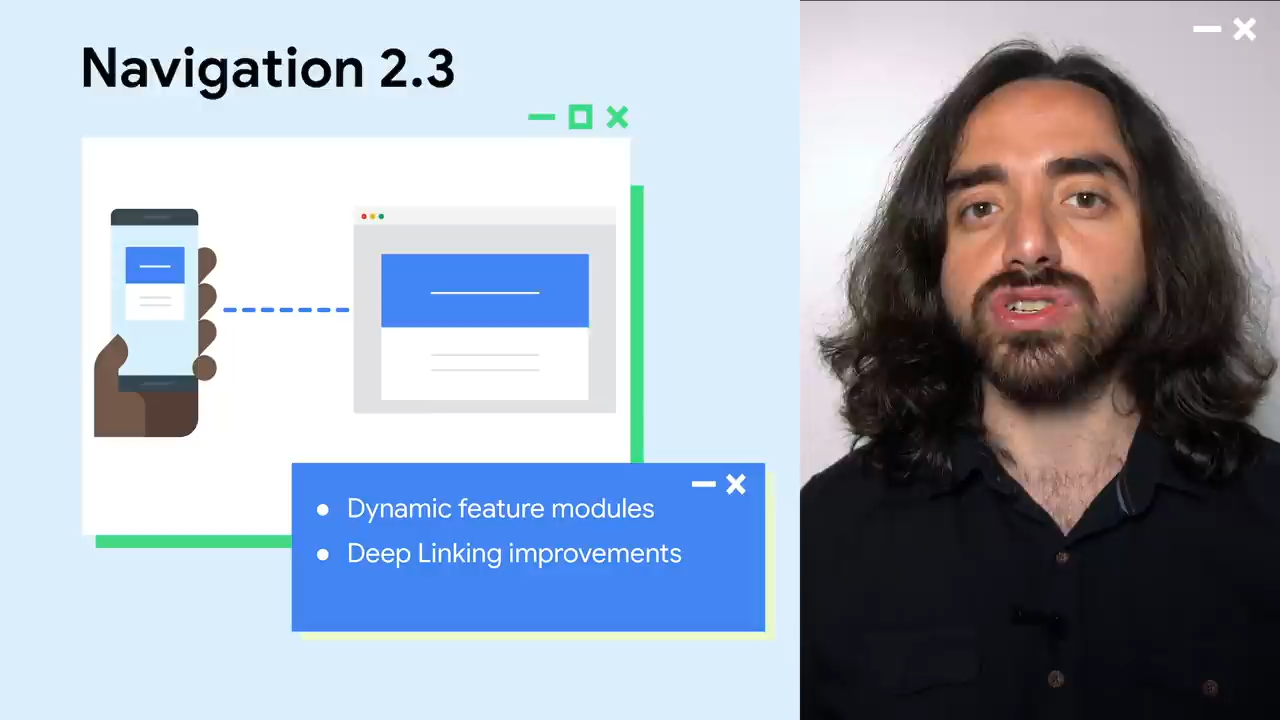 Navigation 2.3
Dynamic feature modules
Deep Linking improvements